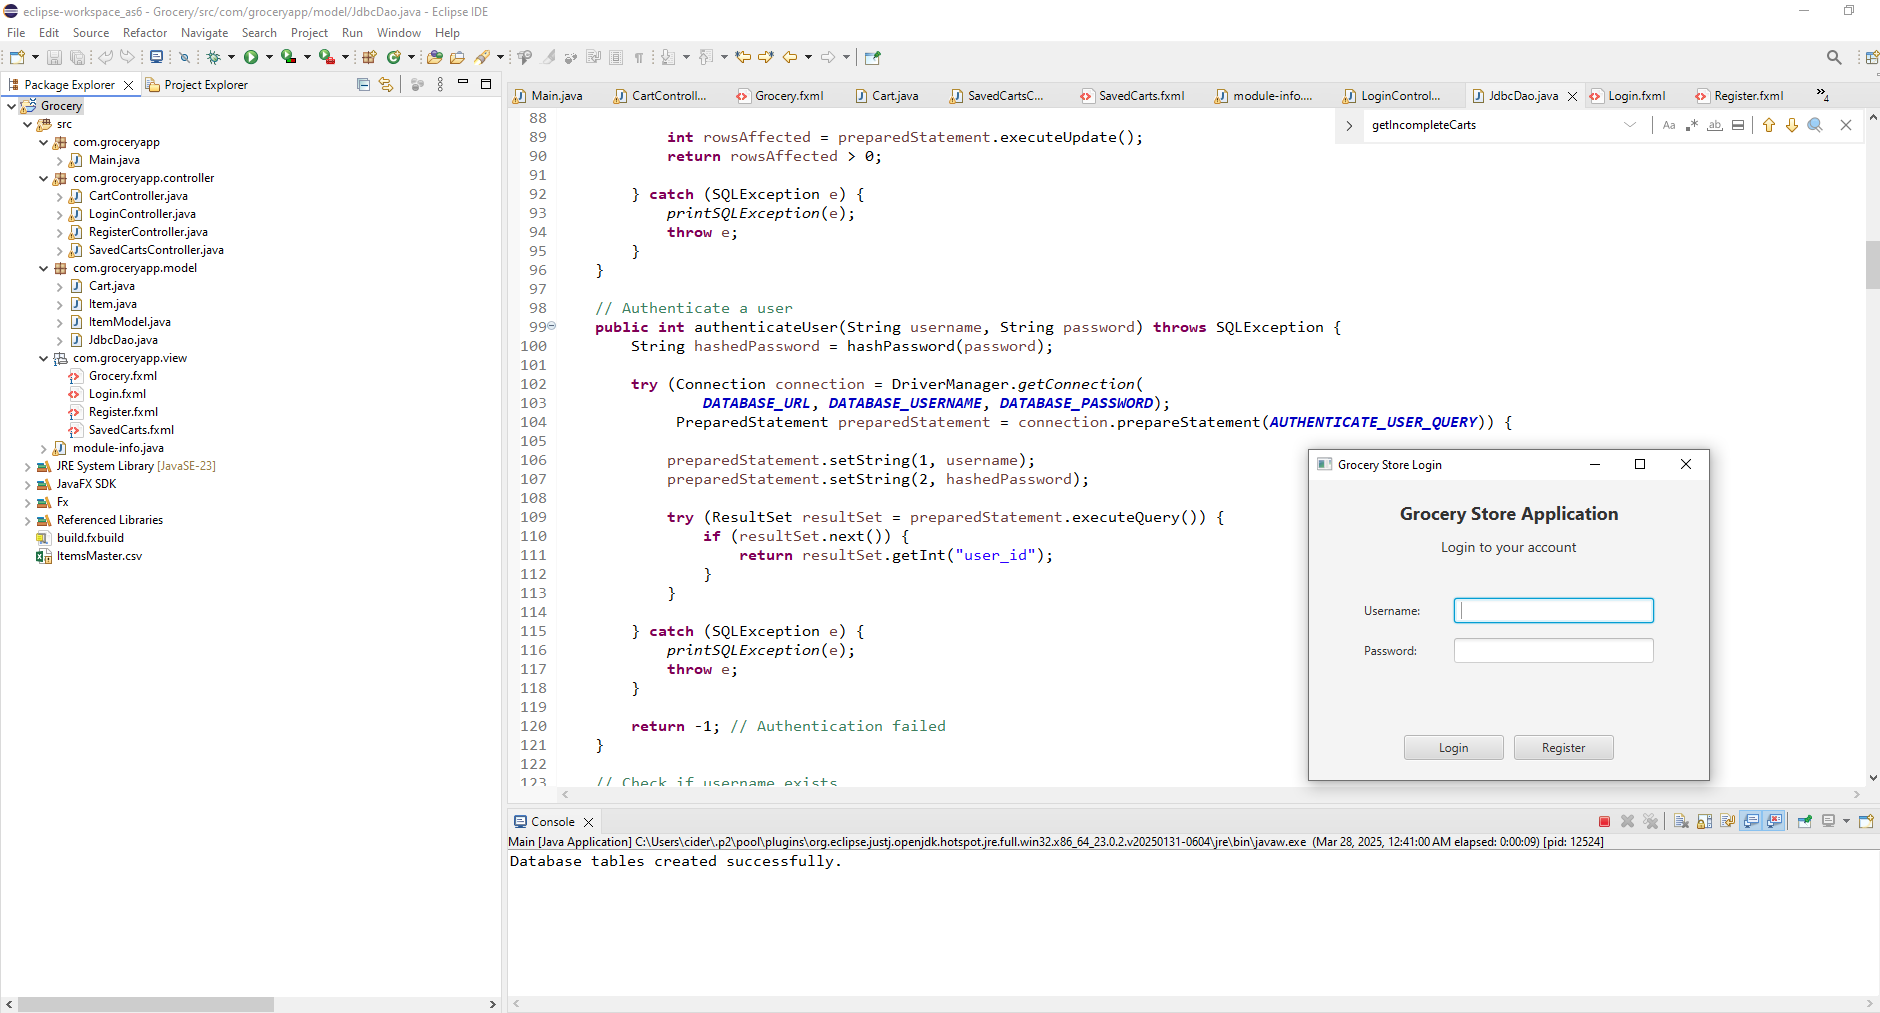 eclipse-workspace_as6 - Grocery/src/com/groceryapp/model/JdbcDao.java - Eclipse IDE
File Edit Source Refactor Navigate Search Project Run Window Help
Package Explorer
Project Explorer
Grocery
src
com.groceryapp
Main.java
com.groceryapp.controller
CartController.java
LoginController.java
RegisterController.java
SavedCartsController.java
com.groceryapp.model
Cart.java
Item.java
ItemModel.java
JdbcDao.java
com.groceryapp.view
Grocery.fxml
Login.fxml
Register.fxml
SavedCarts.fxml
module-info.java
JRE System Library [JavaSE-23]
JavaFX SDK
Fx
Referenced Libraries
build.fxbuild
ItemsMaster.csv
Main.java CartControll... Grocery.fxml Cart.java SavedCartsC... SavedCarts.fxml module-info.... LoginControl... JdbcDao.java Login.fxml Register.fxml »4
getIncompleteCarts
Aa .* ab
88
89 int rowsAffected = preparedStatement.executeUpdate();
90 return rowsAffected > 0;
91
92 } catch (SQLException e) {
93 printSQLException(e);
94 throw e;
95 }
96 }
97
98 // Authenticate a user
99 public int authenticateUser(String username, String password) throws SQLException {
100 String hashedPassword = hashPassword(password);
101
102 try (Connection connection = DriverManager.getConnection(
103 DATABASE_URL, DATABASE_USERNAME, DATABASE_PASSWORD);
104 PreparedStatement preparedStatement = connection.prepareStatement(AUTHENTICATE_USER_QUERY)) {
105
106 preparedStatement.setString(1, username);
107 preparedStatement.setString(2, hashedPassword);
108
109 try (ResultSet resultSet = preparedStatement.executeQuery()) {
110 if (resultSet.next()) {
111 return resultSet.getInt("user_id");
112 }
113 }
114
115 } catch (SQLException e) {
116 printSQLException(e);
117 throw e;
118 }
119
120 return -1; // Authentication failed
121 }
122
123 // Check if username exists
Grocery Store Login
Grocery Store Application
Login to your account
Username:
Password:
Login Register
Console
Main [Java Application] C:\Users\cider\.p2\pool\plugins\org.eclipse.justj.openjdk.hotspot.jre.full.win32.x86_64_23.0.2.v20250131-0604\jre\bin\javaw.exe (Mar 28, 2025, 12:41:00 AM elapsed: 0:00:09) [pid: 12524]
Database tables created successfully.